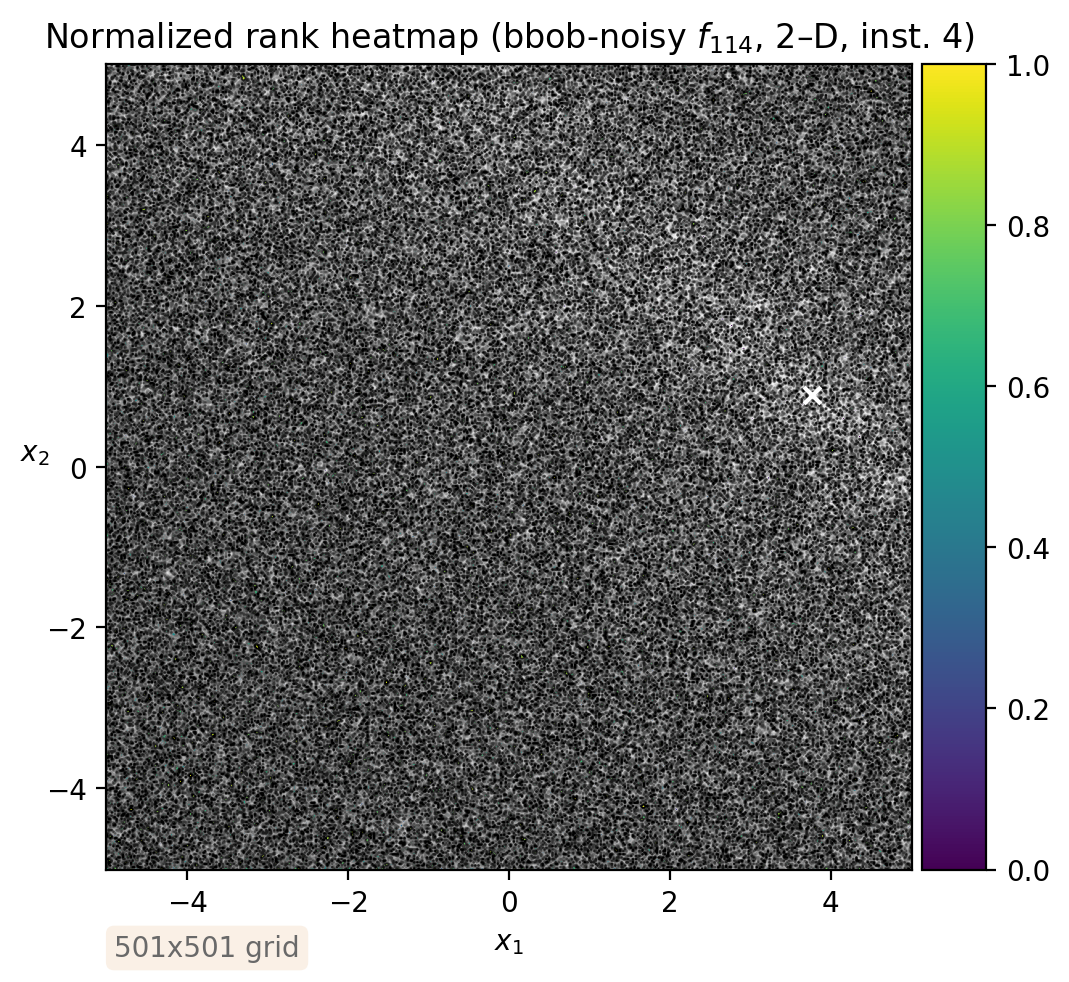 Normalized rank heatmap (bbob-noisy f₁₁₄, 2–D, inst. 4)
1.0
0.8
0.6
0.4
0.2
0.0
x₂
4
2
0
−2
−4
−4 −2 0 2 4
x₁
501x501 grid